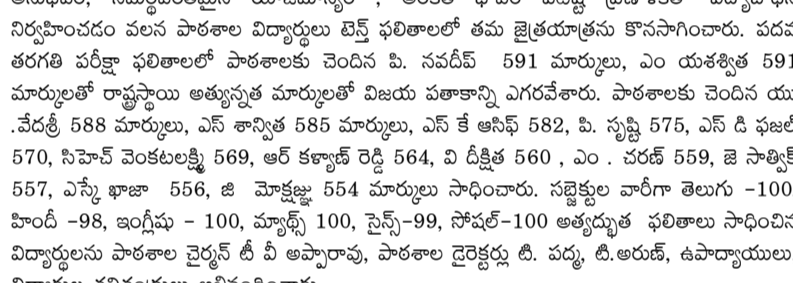 నిర్వహించడం వలన పాఠశాల విద్యార్థులు టెన్త్ ఫలితాలలో తమ జైత్రయాత్రను కొనసాగించారు. పదవ
తరగతి పరీక్షా ఫలితాలలో పాఠశాలకు చెందిన పి. నవదీప్ 591 మార్కులు, ఎం యశశ్విత 591
మార్కులతో రాష్ట్రస్థాయి అత్యున్నత మార్కులతో విజయ పతాకాన్ని ఎగరవేశారు. పాఠశాలకు చెందిన యు
.వేదశ్రీ 588 మార్కులు, ఎస్ శాన్విత 585 మార్కులు, ఎస్ కే ఆసిఫ్ 582, పి. సృష్టి 575, ఎస్ డి ఫజల్
570, సిహెచ్ వెంకటలక్ష్మి 569, ఆర్ కళ్యాణ్ రెడ్డి 564, వి దీక్షిత 560 , ఎం . చరణ్ 559, జె సాత్విక్
557, ఎస్కే ఖాజా 556, జి మోక్షజ్ఞు 554 మార్కులు సాధించారు. సబ్జెక్టుల వారీగా తెలుగు -100
హిందీ -98, ఇంగ్లీషు - 100, మ్యాథ్స్ 100, సైన్స్-99, సోషల్-100 అత్యద్భుత ఫలితాలు సాధించిన
విద్యార్థులను పాఠశాల చైర్మన్ టీ వీ అప్పారావు, పాఠశాల డైరెక్టర్లు టి. పద్మ, టి.అరుణ్, ఉపాధ్యాయులు